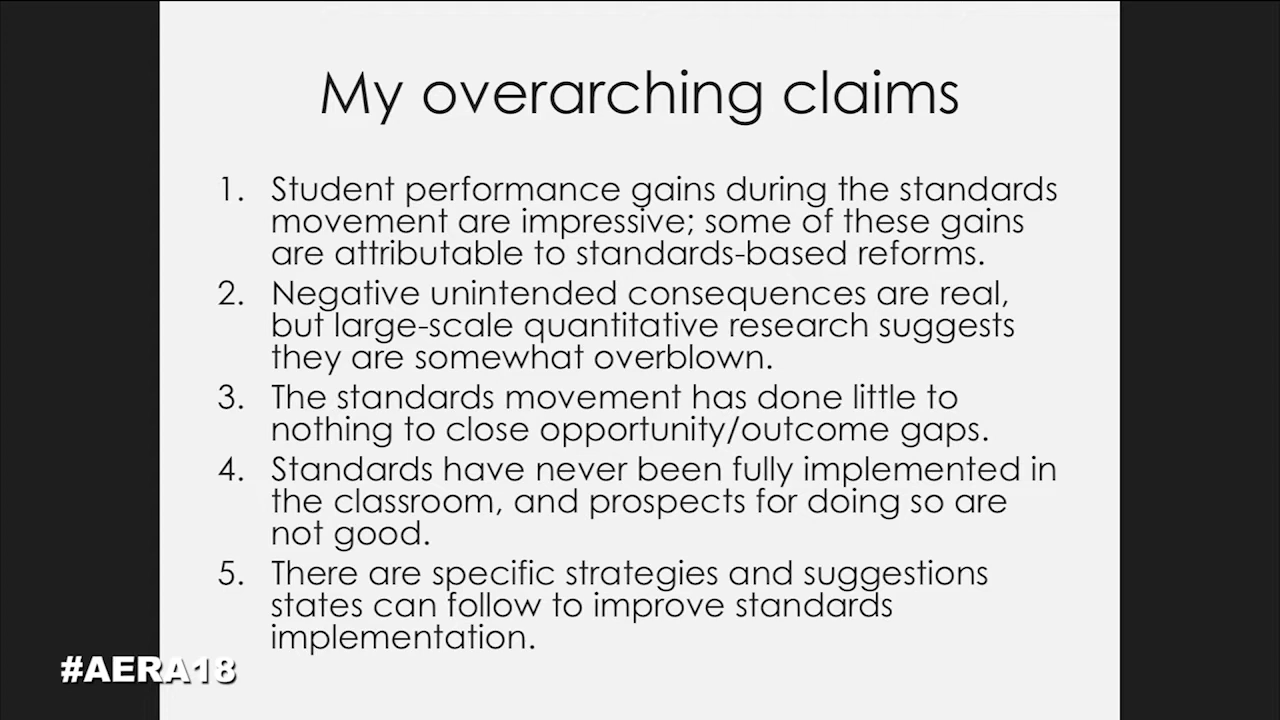 My overarching claims
1. Student performance gains during the standards
movement are impressive; some of these gains
are attributable to standards-based reforms.
2. Negative unintended consequences are real,
but large-scale quantitative research suggests
they are somewhat overblown.
3. The standards movement has done little to
nothing to close opportunity/outcome gaps.
4. Standards have never been fully implemented in
the classroom, and prospects for doing so are
not good.
5. There are specific strategies and suggestions
states can follow to improve standards
implementation.
#AERA18